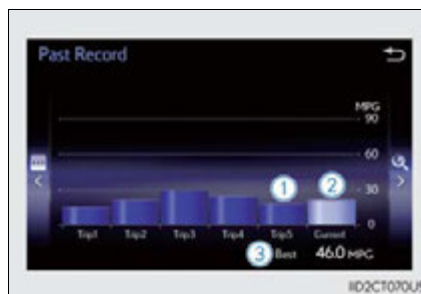 Past Record
MPG
90
60
30
0
Trip1 Trip2 Trip3 Trip4 Trip5 Current
1
2
3 Best 46.0 MPG
IID2CT070US